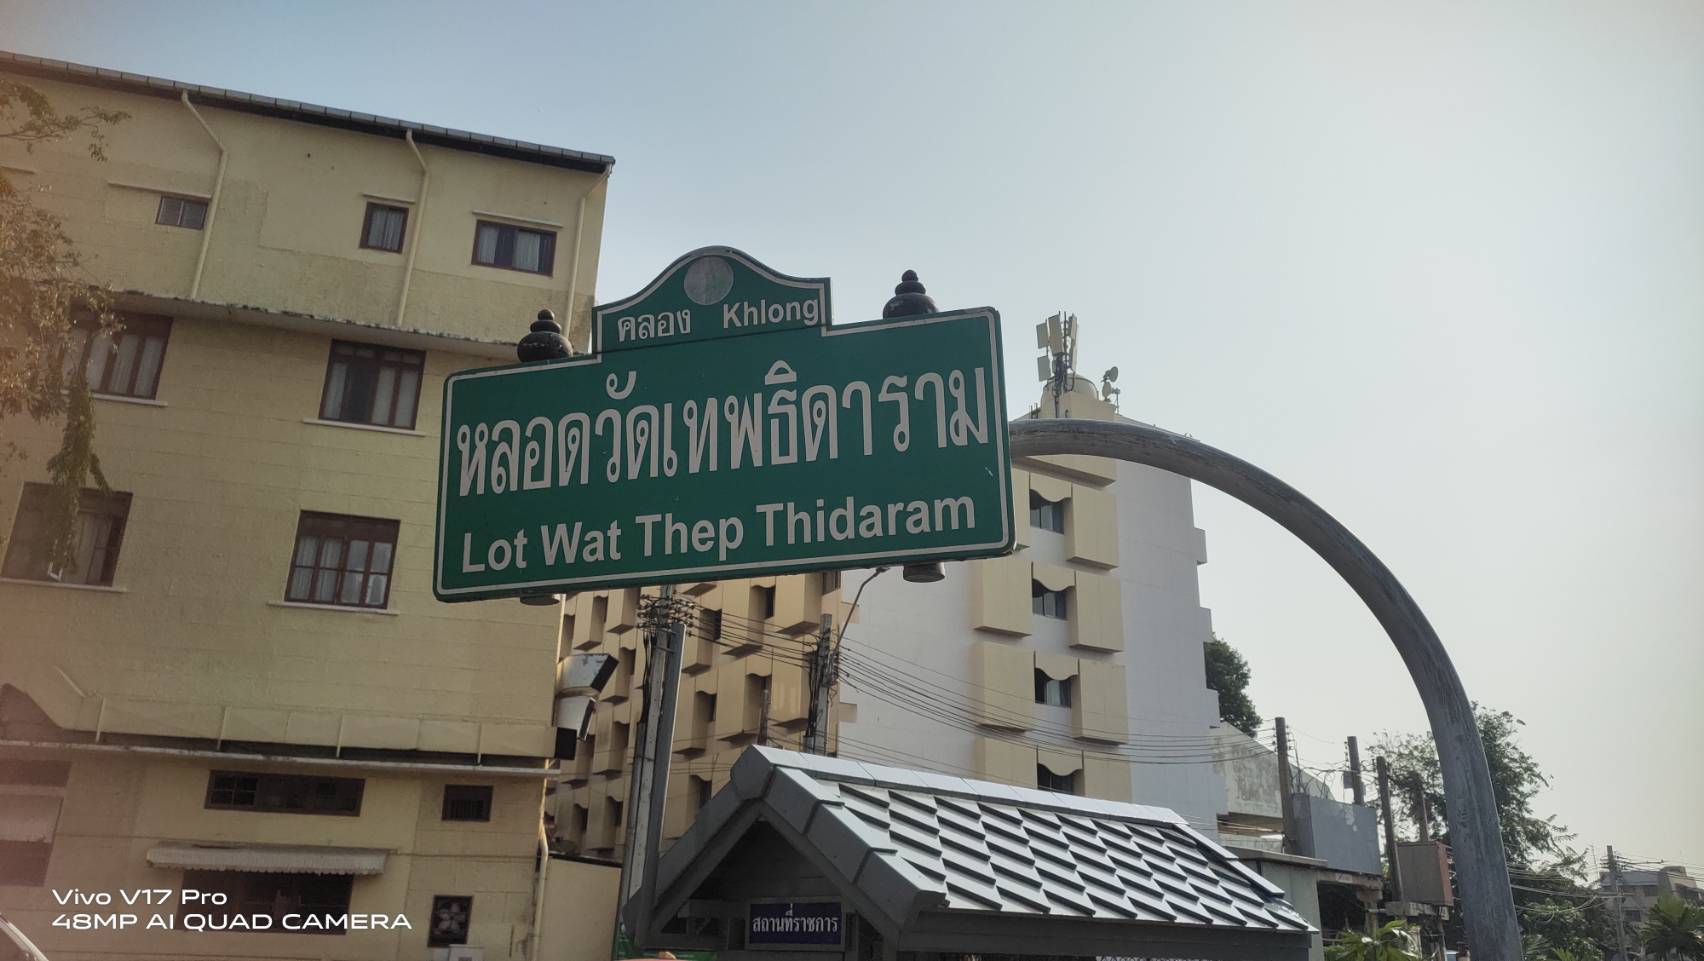 คลอง Khlong
หลอดวัดเทพธิดาราม
Lot Wat Thep Thidaram
สถานที่ราชการ
Vivo V17 Pro
48MP AI QUAD CAMERA